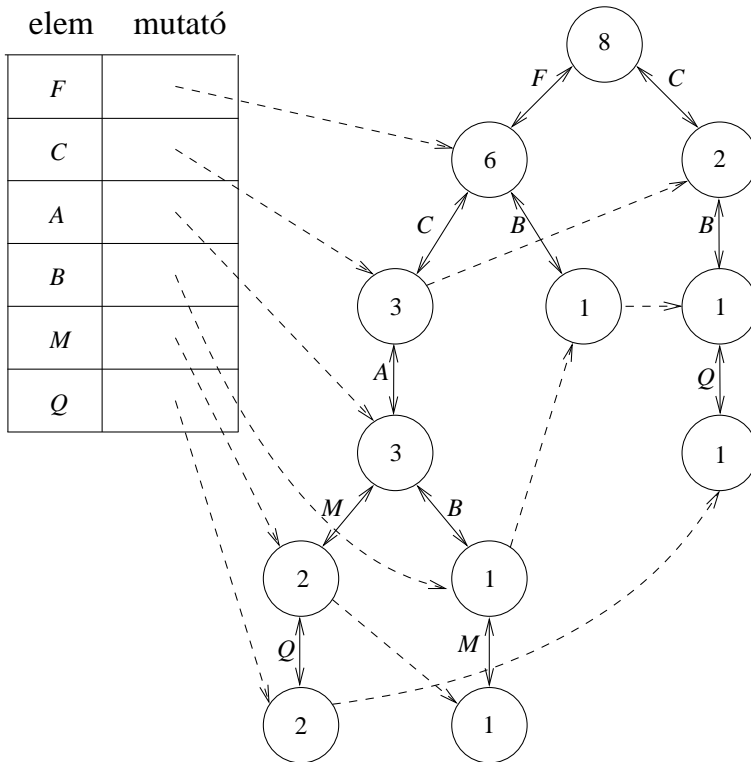 elem mutató
8
F C
F
C
6 2
A
C B B
B
3 1 1
M
A Q
Q
3 1
M B
2 1
Q M
2 1